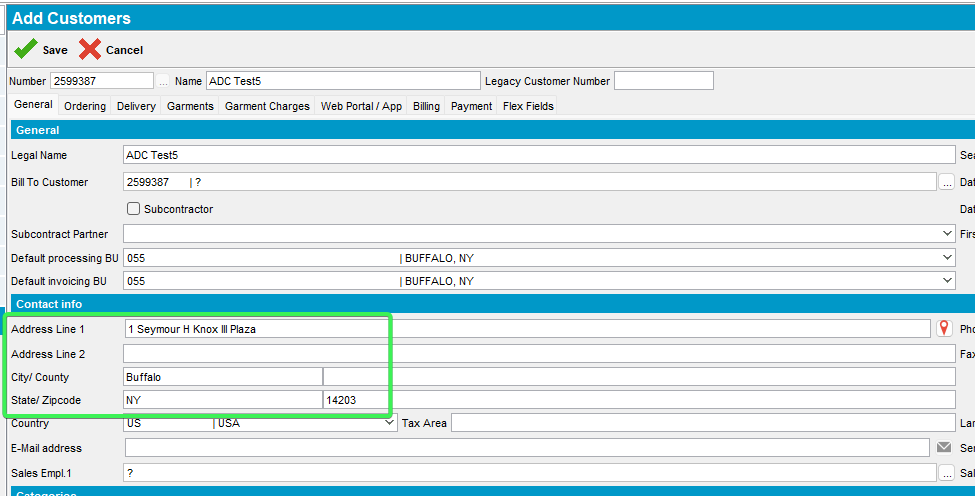 Add Customers
Save Cancel
Number 2599387 ... Name ADC Test5 Legacy Customer Number
General Ordering Delivery Garments Garment Charges Web Portal / App Billing Payment Flex Fields
General
Legal Name ADC Test5 Sea
Bill To Customer 2599387 | ? ... Dat
Subcontractor Dat
Subcontract Partner Firs
Default processing BU 055 | BUFFALO, NY
Default invoicing BU 055 | BUFFALO, NY
Contact info
Address Line 1 1 Seymour H Knox III Plaza Pho
Address Line 2 Fax
City/ County Buffalo
State/ Zipcode NY 14203
Country US | USA Tax Area Lan
E-Mail address Ser
Sales Empl.1 ? ... Sal
Categories